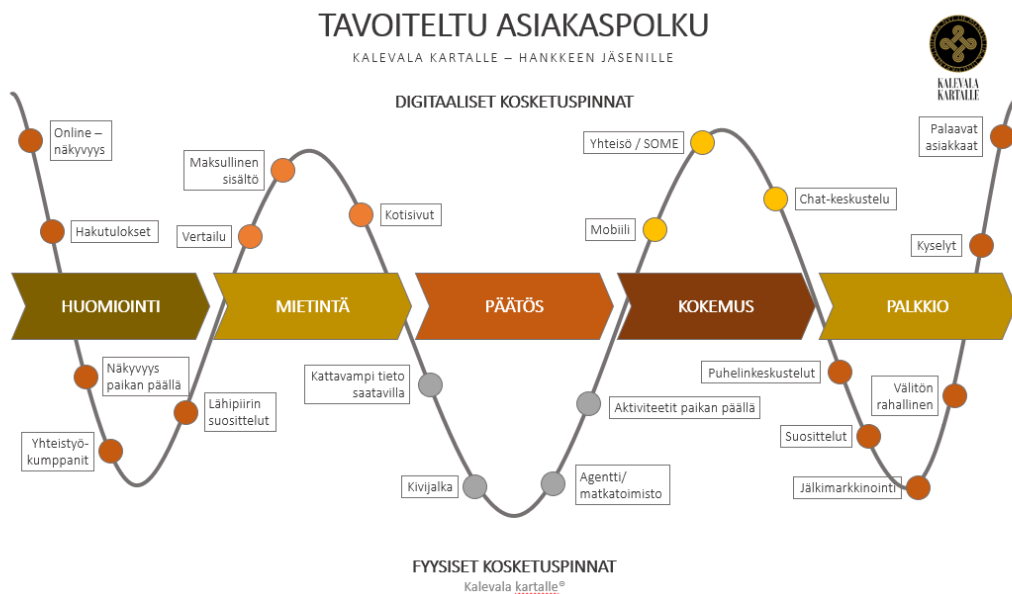 TAVOITELTU ASIAKASPOLKU
KALEVALA KARTALLE – HANKKEEN JÄSENILLE
KALEVALA
KARTALLE
DIGITAALISET KOSKETUSPINNAT
Online –
näkyvyys
Hakutulokset
Maksullinen
sisältö
Vertailu
Kotisivut
Yhteisö / SOME
Mobiili
Chat-keskustelu
Palaavat
asiakkaat
Kyselyt
HUOMIOINTI
MIETINTÄ
PÄÄTÖS
KOKEMUS
PALKKIO
Näkyvyys
paikan päällä
Yhteistyö-
kumppanit
Lähipiirin
suosittelut
Kattavampi tieto
saatavilla
Kivijalka
Aktiviteetit paikan päällä
Agentti/
matkatoimisto
Puhelinkeskustelut
Suosittelut
Välitön
rahallinen
Jälkimarkkinointi
FYYSISET KOSKETUSPINNAT
Kalevala kartalle®